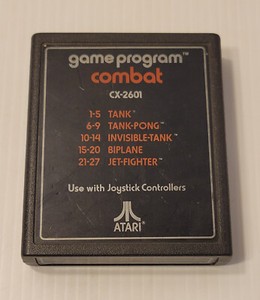 game program™
combat
CX-2601
1-5 TANK™
6-9 TANK-PONG™
10-14 INVISIBLE-TANK™
15-20 BIPLANE
21-27 JET-FIGHTER™
Use with Joystick Controllers
ATARI™